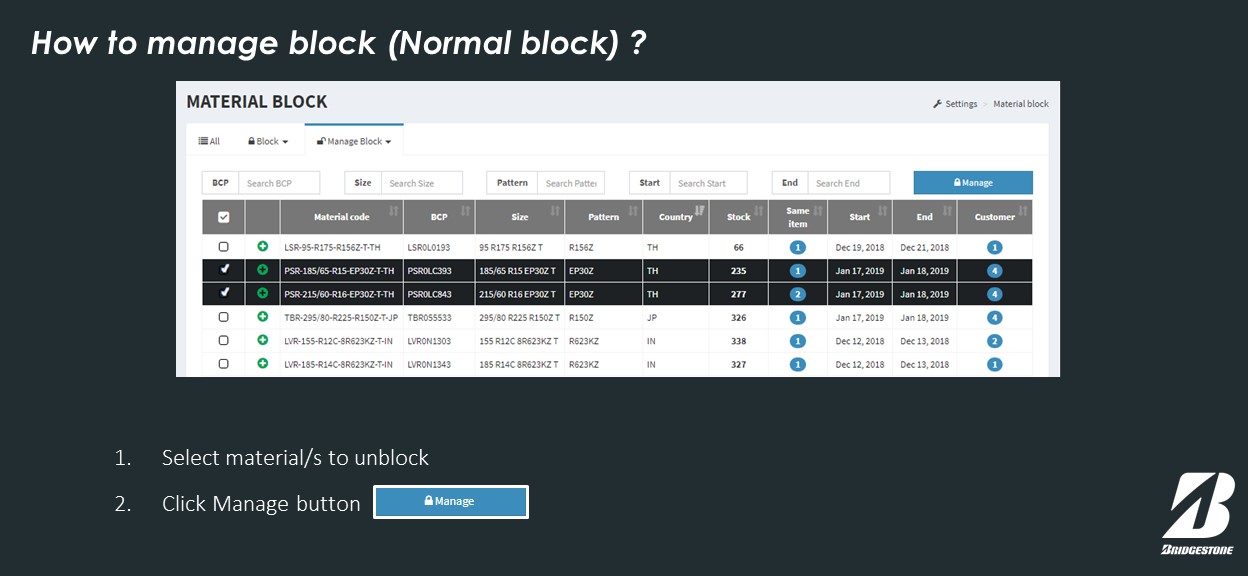 How to manage block (Normal block) ?
MATERIAL BLOCK
Settings > Material block
All Block Manage Block
BCP Search BCP Size Search Size Pattern Search Patter Start Search Start End Search End Manage
Material code BCP Size Pattern Country Stock Same item Start End Customer
LSR-95-R175-R156Z-T-TH LSR0L0193 95 R175 R156Z T R156Z TH 66 1 Dec 19, 2018 Dec 21, 2018 1
PSR-185/65-R15-EP30Z-T-TH PSR0LC393 185/65 R15 EP30Z T EP30Z TH 235 1 Jan 17, 2019 Jan 18, 2019 4
PSR-215/60-R16-EP30Z-T-TH PSR0LC843 215/60 R16 EP30Z T EP30Z TH 277 2 Jan 17, 2019 Jan 18, 2019 4
TBR-295/80-R225-R150Z-T-JP TBR055533 295/80 R225 R150Z T R150Z JP 326 1 Jan 17, 2019 Jan 18, 2019 4
LVR-155-R12C-8R623KZ-T-IN LVR0N1303 155 R12C 8R623KZ T R623KZ IN 338 1 Dec 12, 2018 Dec 13, 2018 2
LVR-185-R14C-8R623KZ-T-IN LVR0N1343 185 R14C 8R623KZ T R623KZ IN 327 1 Dec 12, 2018 Dec 13, 2018 1
1. Select material/s to unblock
2. Click Manage button Manage
BRIDGESTONE